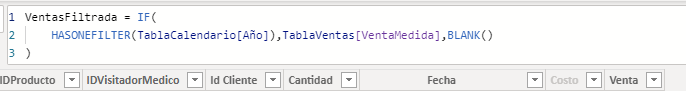 1 VentasFiltrada = IF(
2 HASONEFILTER(TablaCalendario[Año]),TablaVentas[VentaMedida],BLANK()
3 )
IDProducto IDVisitadorMedico Id Cliente Cantidad Fecha Costo Venta